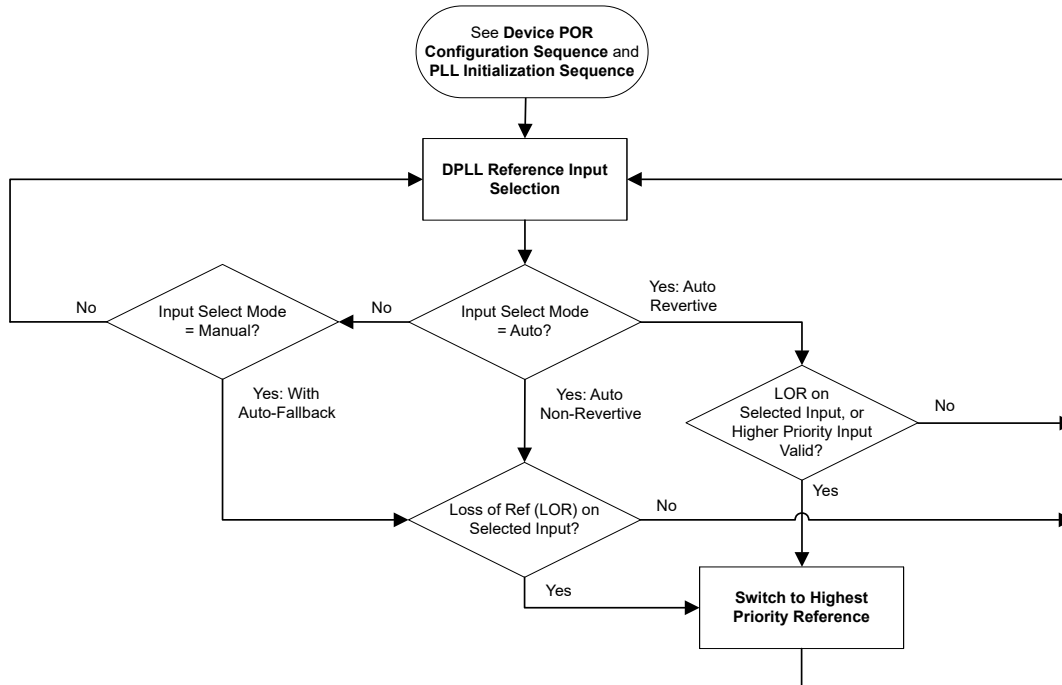 See Device POR
Configuration Sequence and
PLL Initialization Sequence
DPLL Reference Input
Selection
No
Input Select Mode
= Manual?
No
Input Select Mode
= Auto?
Yes: Auto
Revertive
Yes: With
Auto-Fallback
Yes: Auto
Non-Revertive
LOR on
Selected Input, or
Higher Priority Input
Valid?
No
Yes
Loss of Ref (LOR) on
Selected Input?
No
Yes
Switch to Highest
Priority Reference